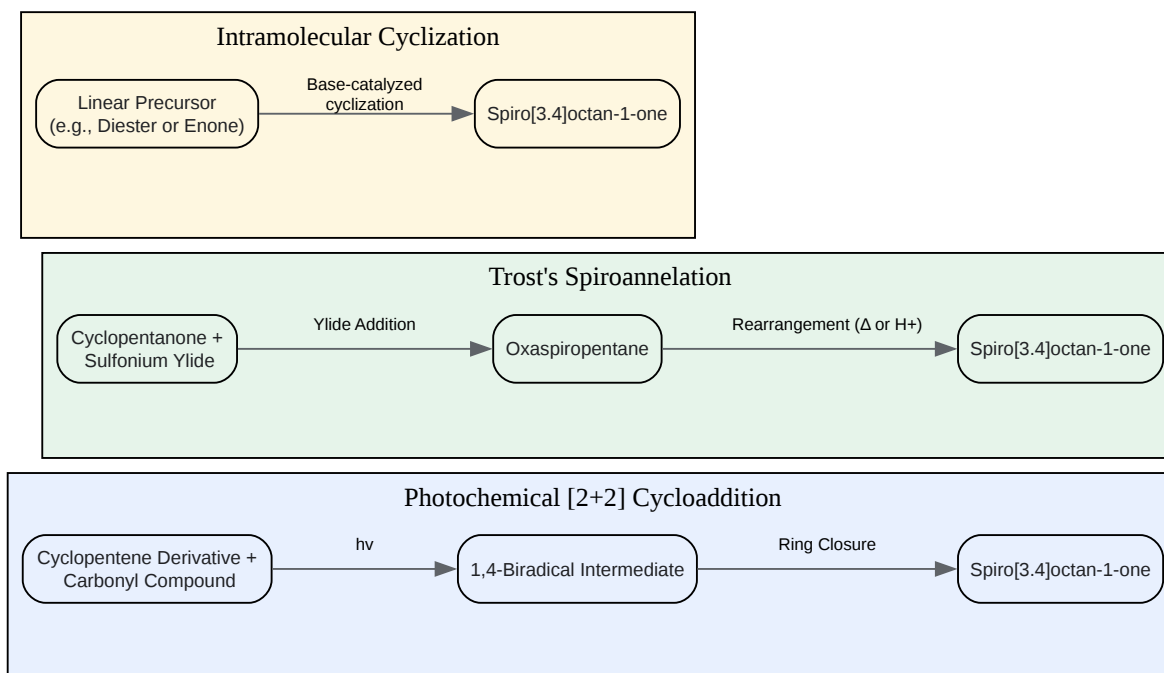 Intramolecular Cyclization
Linear Precursor
(e.g., Diester or Enone)
Base-catalyzed
cyclization
Spiro[3.4]octan-1-one
Trost's Spiroannelation
Cyclopentanone +
Sulfonium Ylide
Ylide Addition
Oxaspiropentane
Rearrangement (Δ or H+)
Spiro[3.4]octan-1-one
Photochemical [2+2] Cycloaddition
Cyclopentene Derivative +
Carbonyl Compound
hv
1,4-Biradical Intermediate
Ring Closure
Spiro[3.4]octan-1-one